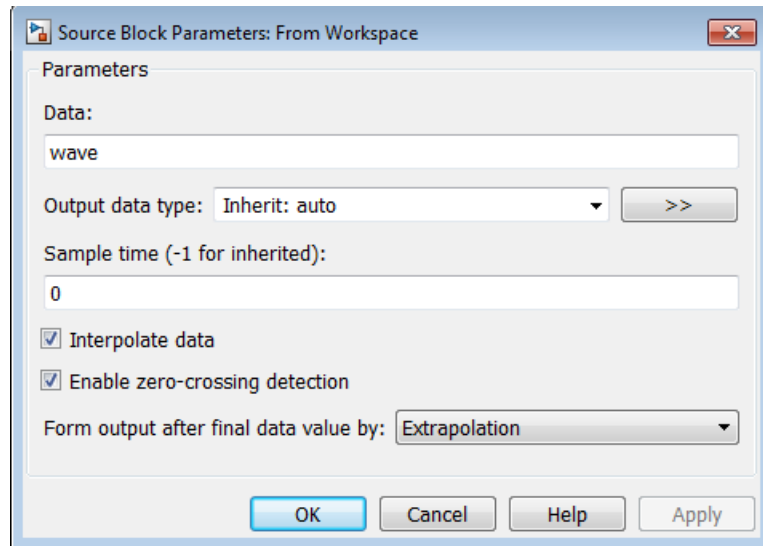 Source Block Parameters: From Workspace
Parameters
Data:
wave
Output data type: Inherit: auto >>
Sample time (-1 for inherited):
0
Interpolate data
Enable zero-crossing detection
Form output after final data value by: Extrapolation
OK Cancel Help Apply